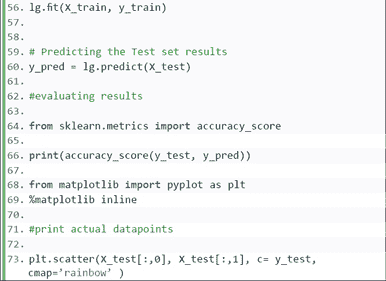 56. lg.fit(X_train, y_train)
57.
58.
59. # Predicting the Test set results
60. y_pred = lg.predict(X_test)
61.
62. #evaluating results
63.
64. from sklearn.metrics import accuracy_score
65.
66. print(accuracy_score(y_test, y_pred))
67.
68. from matplotlib import pyplot as plt
69. %matplotlib inline
70.
71. #print actual datapoints
72.
73. plt.scatter(X_test[:,0], X_test[:,1], c= y_test,
cmap=’rainbow’ )